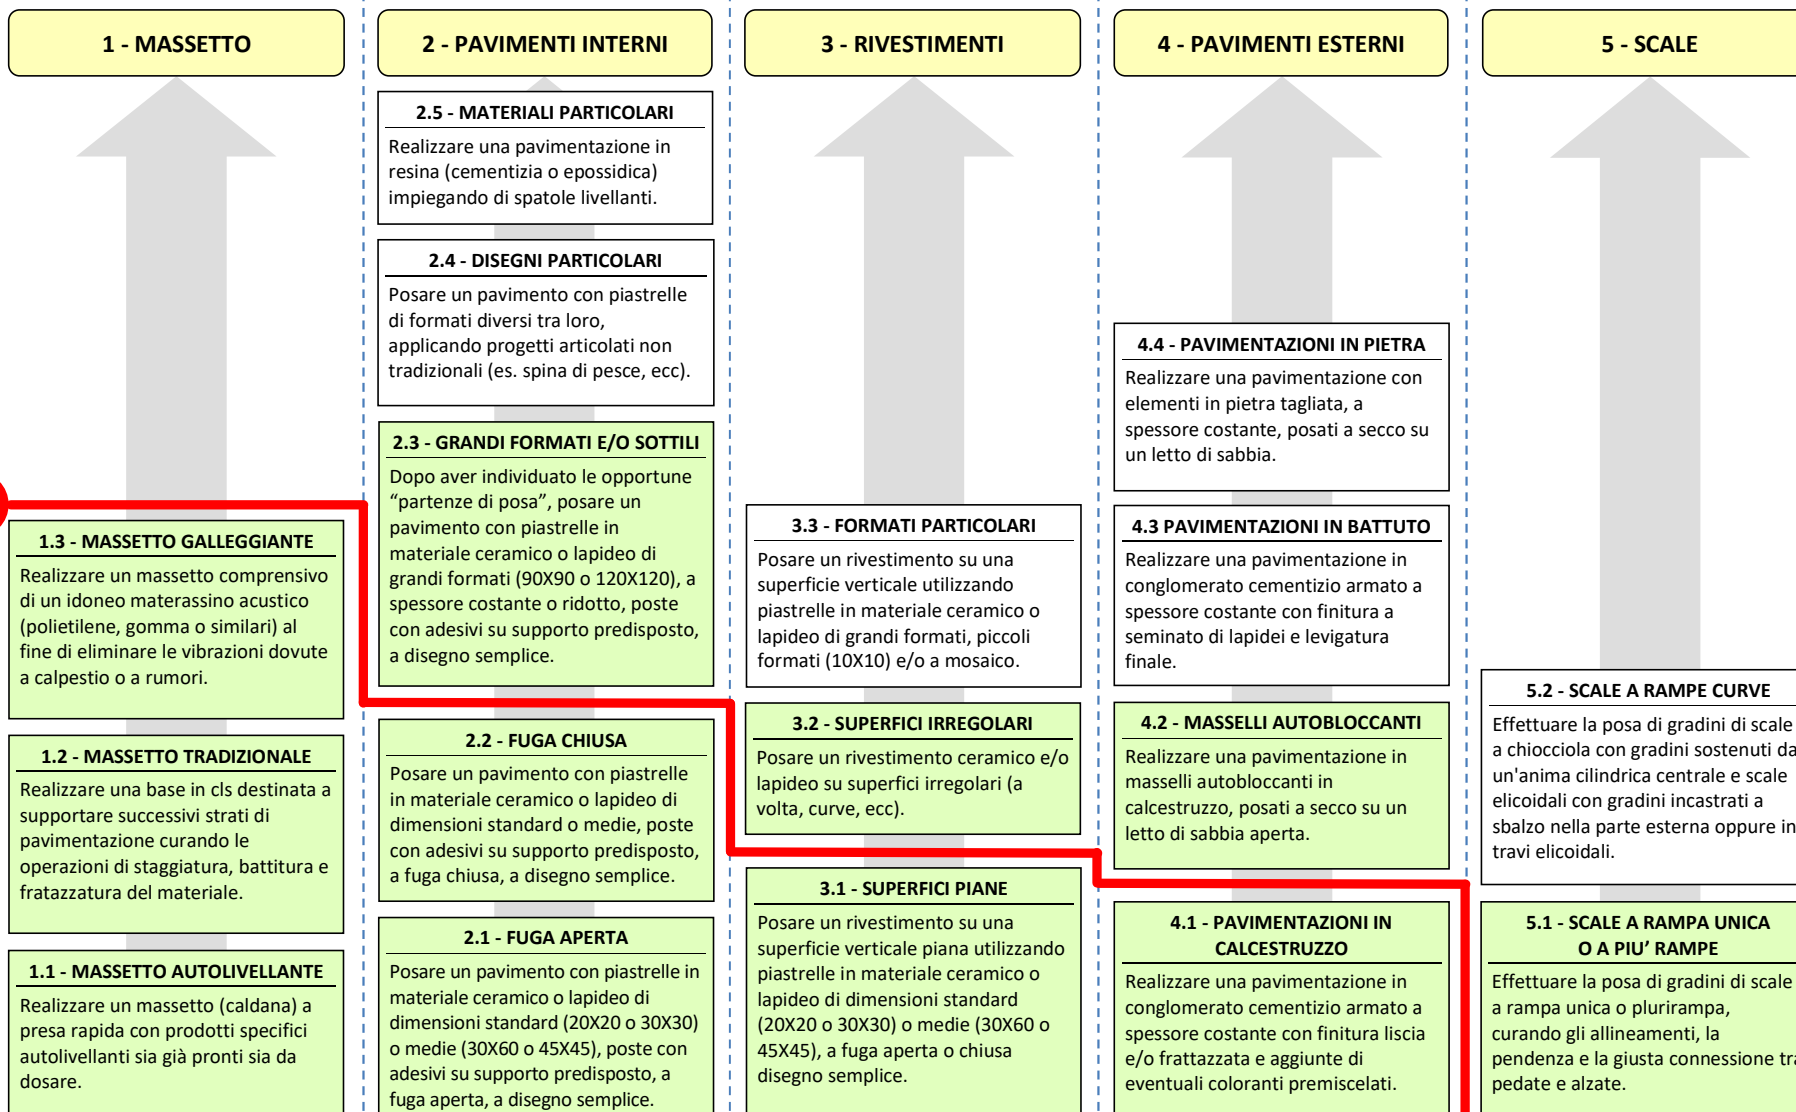 1 - MASSETTO
1.3 - MASSETTO GALLEGGIANTE
Realizzare un massetto comprensivo
di un idoneo materassino acustico
(polietilene, gomma o similari) al
fine di eliminare le vibrazioni dovute
a calpestio o a rumori.
1.2 - MASSETTO TRADIZIONALE
Realizzare una base in cls destinata a
supportare successivi strati di
pavimentazione curando le
operazioni di staggiatura, battitura e
fratazzatura del materiale.
1.1 - MASSETTO AUTOLIVELLANTE
Realizzare un massetto (caldana) a
presa rapida con prodotti specifici
autolivellanti sia già pronti sia da
dosare.
2 - PAVIMENTI INTERNI
2.5 - MATERIALI PARTICOLARI
Realizzare una pavimentazione in
resina (cementizia o epossidica)
impiegando di spatole livellanti.
2.4 - DISEGNI PARTICOLARI
Posare un pavimento con piastrelle
di formati diversi tra loro,
applicando progetti articolati non
tradizionali (es. spina di pesce, ecc).
2.3 - GRANDI FORMATI E/O SOTTILI
Dopo aver individuato le opportune
“partenze di posa”, posare un
pavimento con piastrelle in
materiale ceramico o lapideo di
grandi formati (90X90 o 120X120), a
spessore costante o ridotto, poste
con adesivi su supporto predisposto,
a disegno semplice.
2.2 - FUGA CHIUSA
Posare un pavimento con piastrelle
in materiale ceramico o lapideo di
dimensioni standard o medie, poste
con adesivi su supporto predisposto,
a fuga chiusa, a disegno semplice.
2.1 - FUGA APERTA
Posare un pavimento con piastrelle in
materiale ceramico o lapideo di
dimensioni standard (20X20 o 30X30)
o medie (30X60 o 45X45), poste con
adesivi su supporto predisposto, a
fuga aperta, a disegno semplice.
3 - RIVESTIMENTI
3.3 - FORMATI PARTICOLARI
Posare un rivestimento su una
superficie verticale utilizzando
piastrelle in materiale ceramico o
lapideo di grandi formati, piccoli
formati (10X10) e/o a mosaico.
3.2 - SUPERFICI IRREGOLARI
Posare un rivestimento ceramico e/o
lapideo su superfici irregolari (a
volta, curve, ecc).
3.1 - SUPERFICI PIANE
Posare un rivestimento su una
superficie verticale piana utilizzando
piastrelle in materiale ceramico o
lapideo di dimensioni standard
(20X20 o 30X30) o medie (30X60 o
45X45), a fuga aperta o chiusa
disegno semplice.
4 - PAVIMENTI ESTERNI
4.4 - PAVIMENTAZIONI IN PIETRA
Realizzare una pavimentazione con
elementi in pietra tagliata, a
spessore costante, posati a secco su
un letto di sabbia.
4.3 PAVIMENTAZIONI IN BATTUTO
Realizzare una pavimentazione in
conglomerato cementizio armato a
spessore costante con finitura a
seminato di lapidei e levigatura
finale.
4.2 - MASSELLI AUTOBLOCCANTI
Realizzare una pavimentazione in
masselli autobloccanti in
calcestruzzo, posati a secco su un
letto di sabbia aperta.
4.1 - PAVIMENTAZIONI IN
CALCESTRUZZO
Realizzare una pavimentazione in
conglomerato cementizio armato a
spessore costante con finitura liscia
e/o frattazzata e aggiunte di
eventuali coloranti premiscelati.
5 - SCALE
5.2 - SCALE A RAMPE CURVE
Effettuare la posa di gradini di scale
a chiocciola con gradini sostenuti da
un'anima cilindrica centrale e scale
elicoidali con gradini incastrati a
sbalzo nella parte esterna oppure in
travi elicoidali.
5.1 - SCALE A RAMPA UNICA
O A PIU’ RAMPE
Effettuare la posa di gradini di scale
a rampa unica o plurirampa,
curando gli allineamenti, la
pendenza e la giusta connessione tra
pedate e alzate.